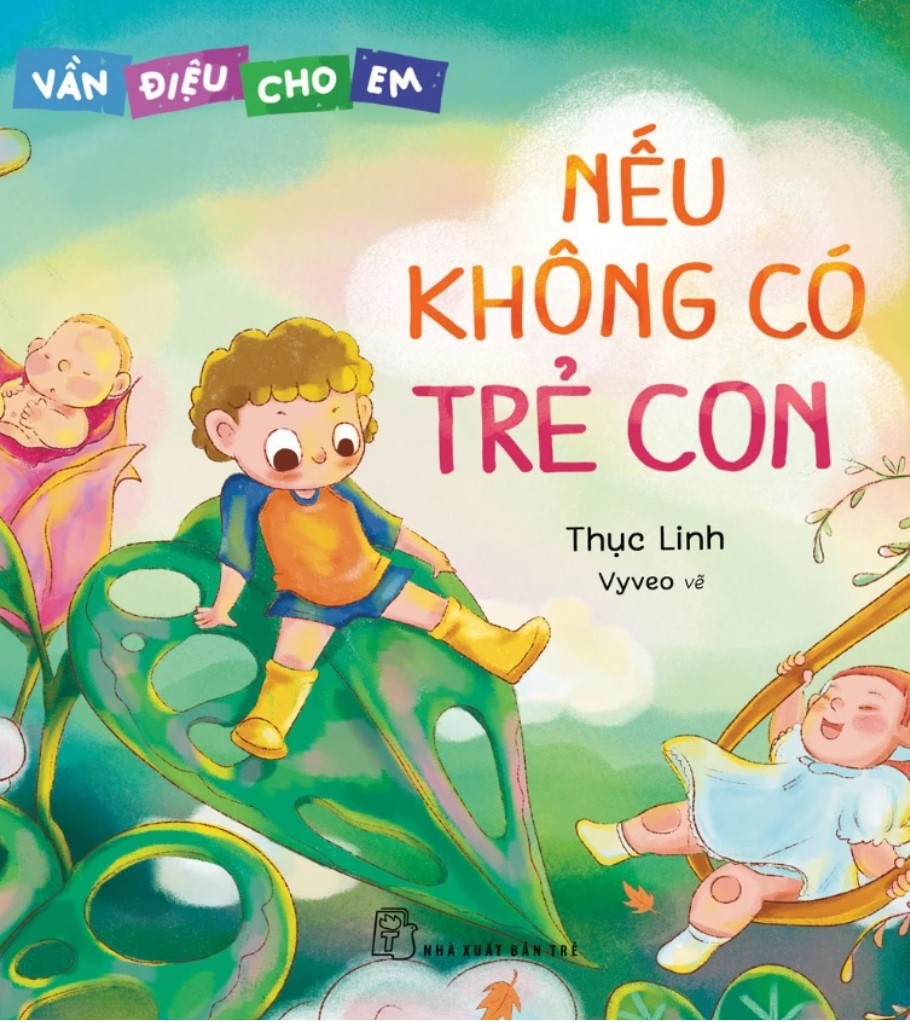 VẦN ĐIỆU CHO EM
NẾU
KHÔNG CÓ
TRẺ CON
Thục Linh
Vyveo vẽ
T
NHÀ XUẤT BẢN TRẺ